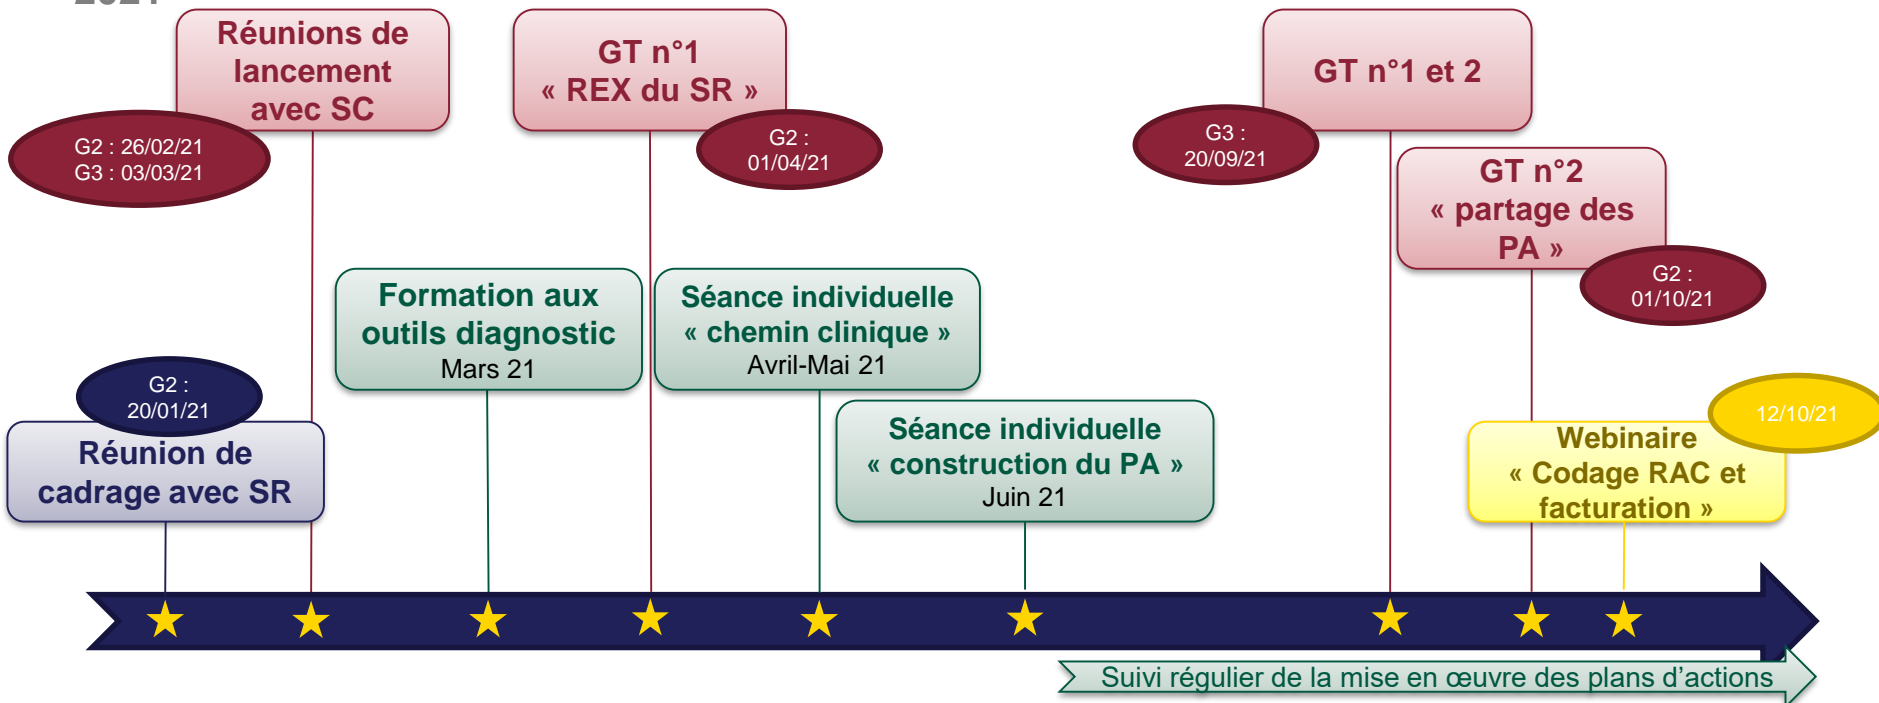 Réunions de
lancement
avec SC
G2 : 26/02/21
G3 : 03/03/21
GT n°1
« REX du SR »
G2 :
01/04/21
GT n°1 et 2
G3 :
20/09/21
GT n°2
« partage des
PA »
G2 :
01/10/21
Formation aux
outils diagnostic
Mars 21
Séance individuelle
« chemin clinique »
Avril-Mai 21
G2 :
20/01/21
Réunion de
cadrage avec SR
Séance individuelle
« construction du PA »
Juin 21
12/10/21
Webinaire
« Codage RAC et
facturation »
Suivi régulier de la mise en œuvre des plans d’actions